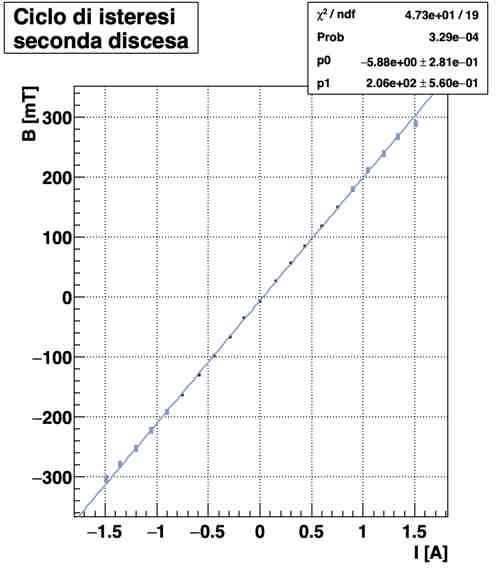 Ciclo di isteresi
seconda discesa
χ² / ndf 4.73e+01 / 19
Prob 3.29e−04
p0 −5.88e+00 ± 2.81e−01
p1 2.06e+02 ± 5.60e−01
B [mT]
300
200
100
0
−100
−200
−300
−1.5 −1 −0.5 0 0.5 1 1.5
I [A]